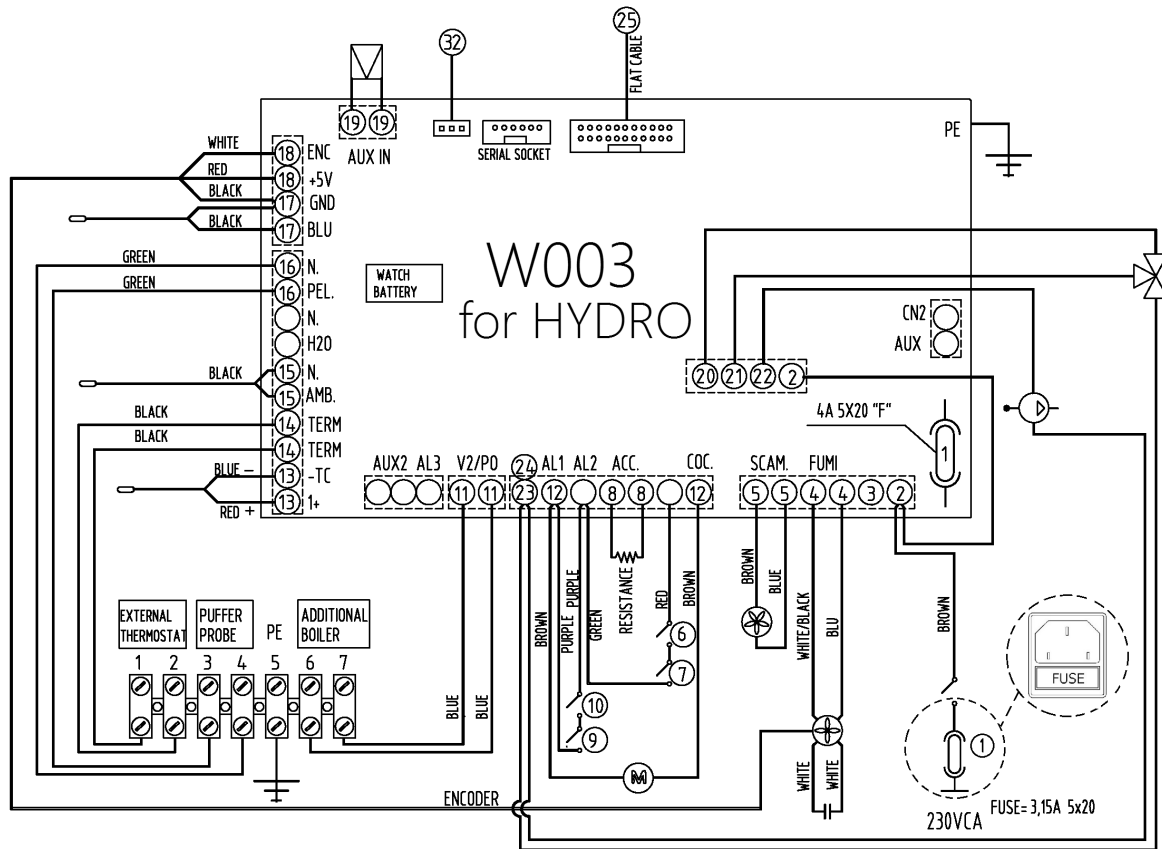 32
25
FLAT CABLE
19 19
AUX IN
SERIAL SOCKET
PE
WHITE
18 ENC
RED
18 +5V
BLACK
17 GND
BLACK
17 BLU
GREEN
16 N.
GREEN
16 PEL.
N.
H20
BLACK
15 N.
15 AMB.
BLACK
14 TERM
BLACK
14 TERM
BLUE -
13 -TC
RED +
13 1+
WATCH
BATTERY
W003
for HYDRO
CN2
AUX
20 21 22 2
4A 5X20 "F"
1
AUX2 AL3 V2/P0 24 AL1 AL2 ACC. COC. SCAM. FUMI
11 11 23 12 8 8 12 5 5 4 4 3 2
BLUE
BLUE
BROWN
PURPLE
PURPLE
GREEN
RESISTANCE
RED
BROWN
6
7
10
9
M
BROWN
BLUE
WHITE/BLACK
BLU
WHITE
WHITE
BROWN
FUSE
1
230VCA
FUSE= 3,15A 5x20
EXTERNAL
THERMOSTAT
PUFFER
PROBE
PE
ADDITIONAL
BOILER
1 2 3 4 5 6 7
ENCODER